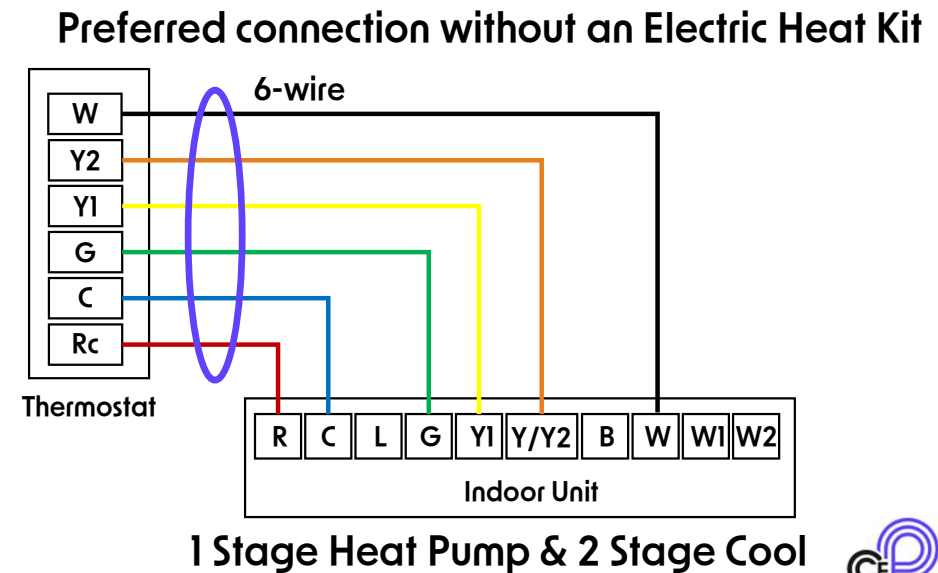 Preferred connection without an Electric Heat Kit
6-wire
W
Y2
Y1
G
C
Rc
Thermostat
R C L G Y1 Y/Y2 B W W1 W2
Indoor Unit
1 Stage Heat Pump & 2 Stage Cool